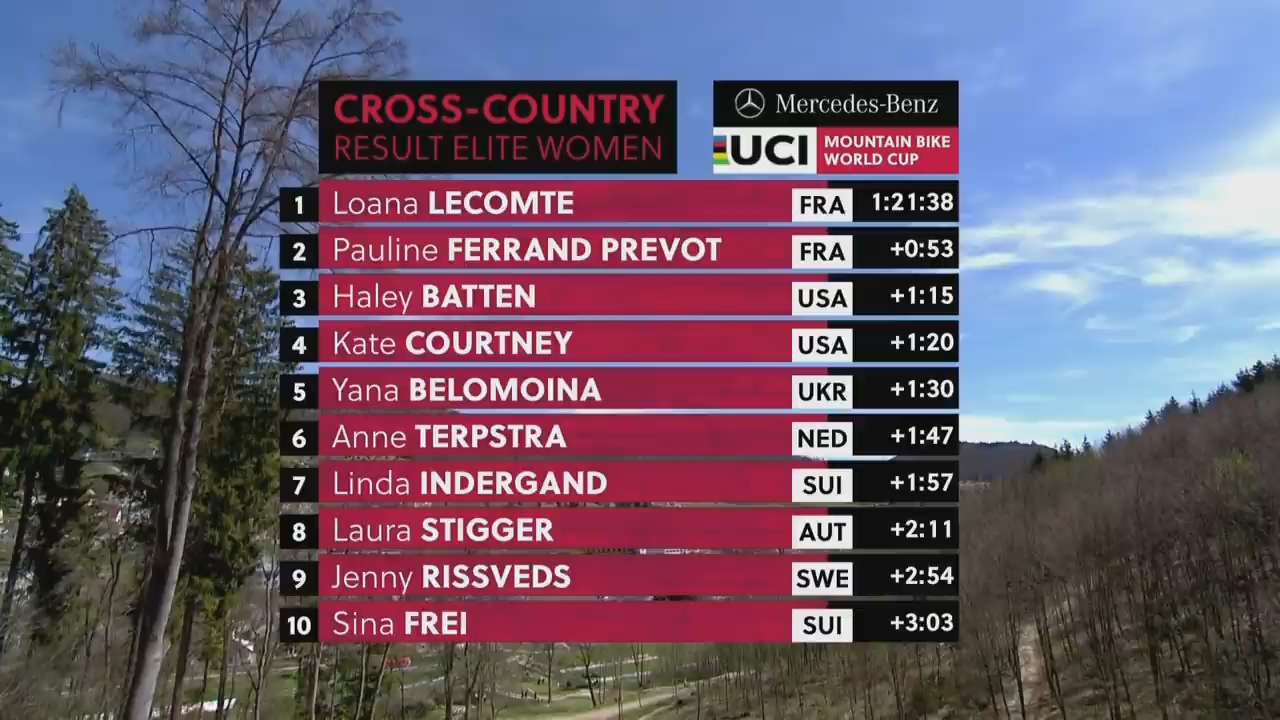 CROSS-COUNTRY
RESULT ELITE WOMEN
Mercedes-Benz
UCI MOUNTAIN BIKE
WORLD CUP
1 Loana LECOMTE FRA 1:21:38
2 Pauline FERRAND PREVOT FRA +0:53
3 Haley BATTEN USA +1:15
4 Kate COURTNEY USA +1:20
5 Yana BELOMOINA UKR +1:30
6 Anne TERPSTRA NED +1:47
7 Linda INDERGAND SUI +1:57
8 Laura STIGGER AUT +2:11
9 Jenny RISSVEDS SWE +2:54
10 Sina FREI SUI +3:03